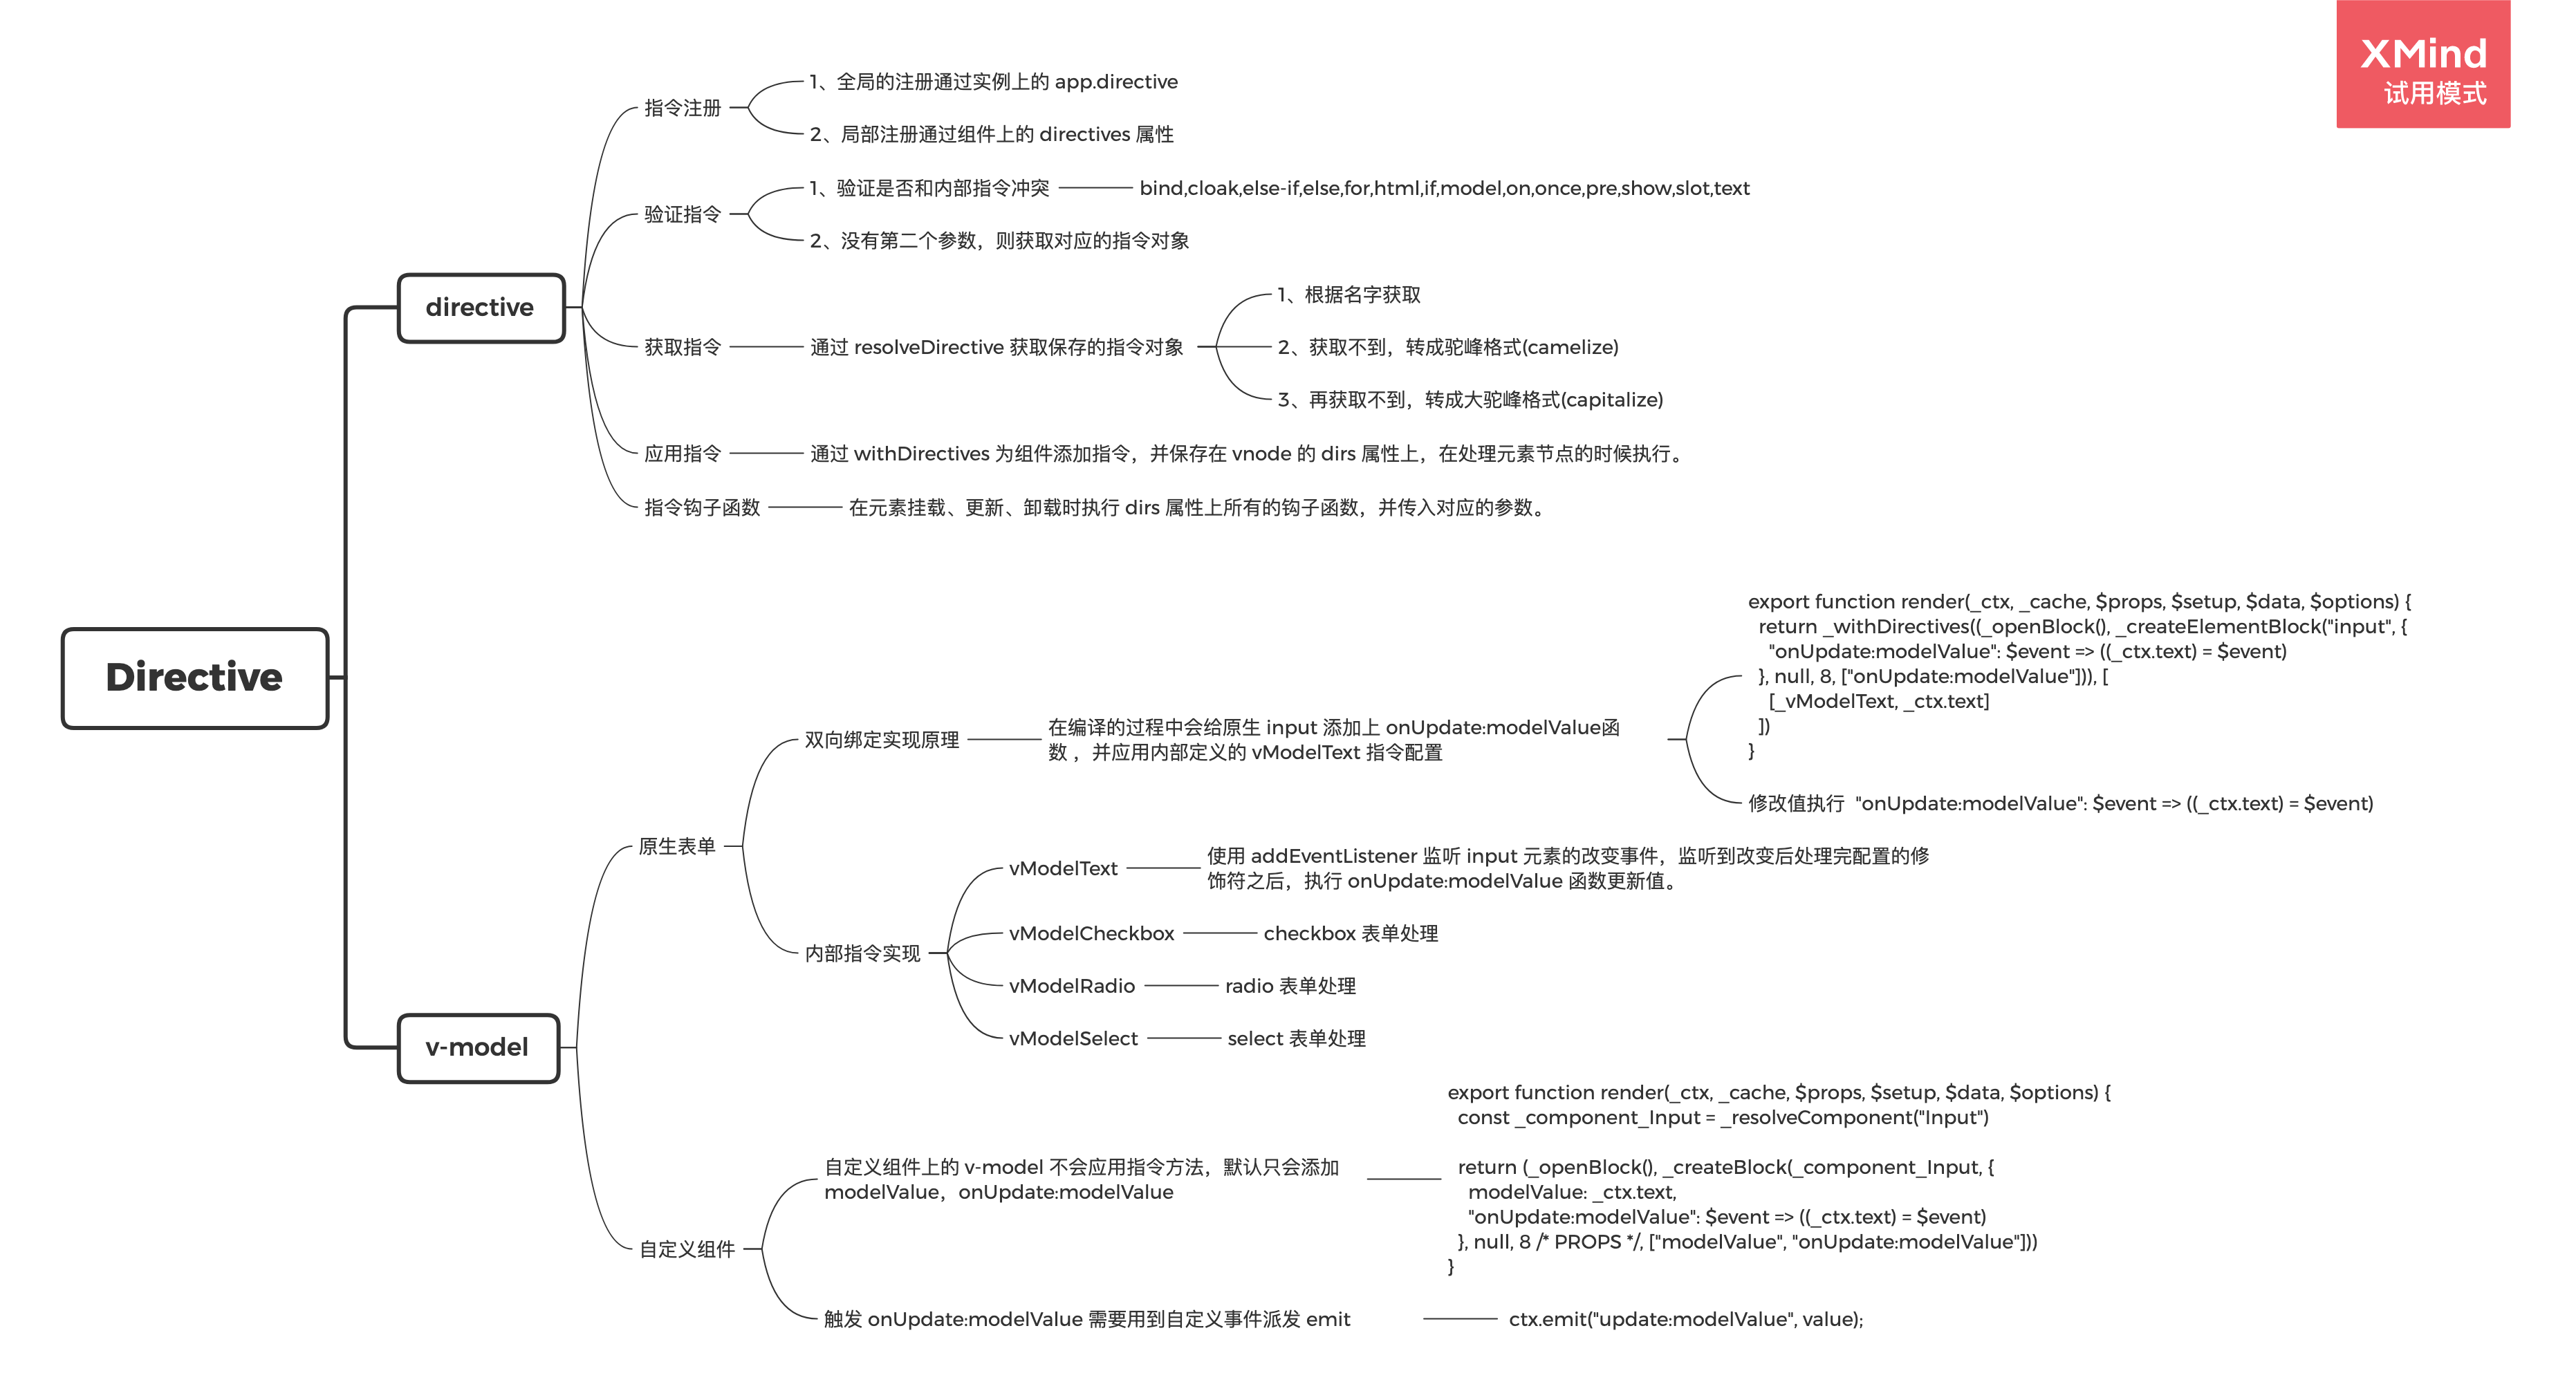 XMind
试用模式
Directive
directive
指令注册
1、全局的注册通过实例上的 app.directive
2、局部注册通过组件上的 directives 属性
验证指令
1、验证是否和内部指令冲突
bind,cloak,else-if,else,for,html,if,model,on,once,pre,show,slot,text
2、没有第二个参数，则获取对应的指令对象
获取指令
通过 resolveDirective 获取保存的指令对象
1、根据名字获取
2、获取不到，转成驼峰格式(camelize)
3、再获取不到，转成大驼峰格式(capitalize)
应用指令
通过 withDirectives 为组件添加指令，并保存在 vnode 的 dirs 属性上，在处理元素节点的时候执行。
指令钩子函数
在元素挂载、更新、卸载时执行 dirs 属性上所有的钩子函数，并传入对应的参数。
v-model
原生表单
双向绑定实现原理
在编译的过程中会给原生 input 添加上 onUpdate:modelValue函
数 ，并应用内部定义的 vModelText 指令配置
export function render(_ctx, _cache, $props, $setup, $data, $options) {
return _withDirectives((_openBlock(), _createElementBlock("input", {
"onUpdate:modelValue": $event => ((_ctx.text) = $event)
}, null, 8, ["onUpdate:modelValue"])), [
[_vModelText, _ctx.text]
])
}
修改值执行 "onUpdate:modelValue": $event => ((_ctx.text) = $event)
内部指令实现
vModelText
使用 addEventListener 监听 input 元素的改变事件，监听到改变后处理完配置的修
饰符之后，执行 onUpdate:modelValue 函数更新值。
vModelCheckbox
checkbox 表单处理
vModelRadio
radio 表单处理
vModelSelect
select 表单处理
自定义组件
自定义组件上的 v-model 不会应用指令方法，默认只会添加
modelValue，onUpdate:modelValue
export function render(_ctx, _cache, $props, $setup, $data, $options) {
const _component_Input = _resolveComponent("Input")
return (_openBlock(), _createBlock(_component_Input, {
modelValue: _ctx.text,
"onUpdate:modelValue": $event => ((_ctx.text) = $event)
}, null, 8 /* PROPS */, ["modelValue", "onUpdate:modelValue"]))
}
触发 onUpdate:modelValue 需要用到自定义事件派发 emit
ctx.emit("update:modelValue", value);